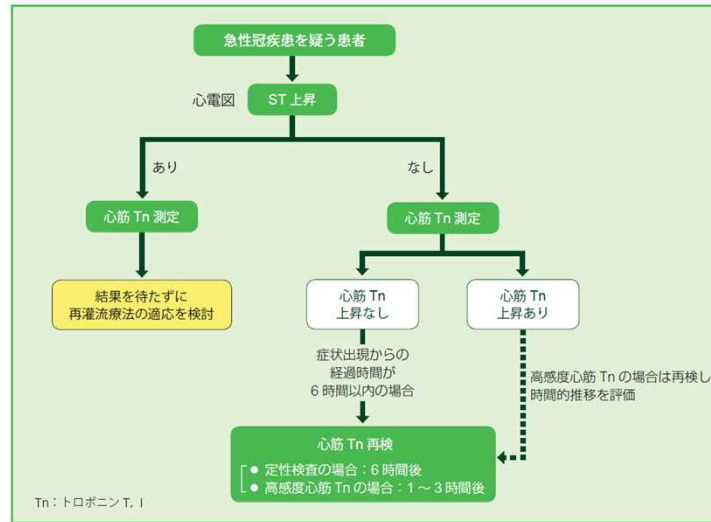 急性冠疾患を疑う患者
心電図
ST 上昇
あり
なし
心筋 Tn 測定
心筋 Tn 測定
結果を待たずに
再灌流療法の適応を検討
心筋 Tn
上昇なし
心筋 Tn
上昇あり
症状出現からの
経過時間が
6 時間以内の場合
高感度心筋 Tn の場合は再検し
時間的推移を評価
心筋 Tn 再検
● 定性検査の場合：6 時間後
● 高感度心筋 Tn の場合：1 ～ 3 時間後
Tn：トロポニン T, I